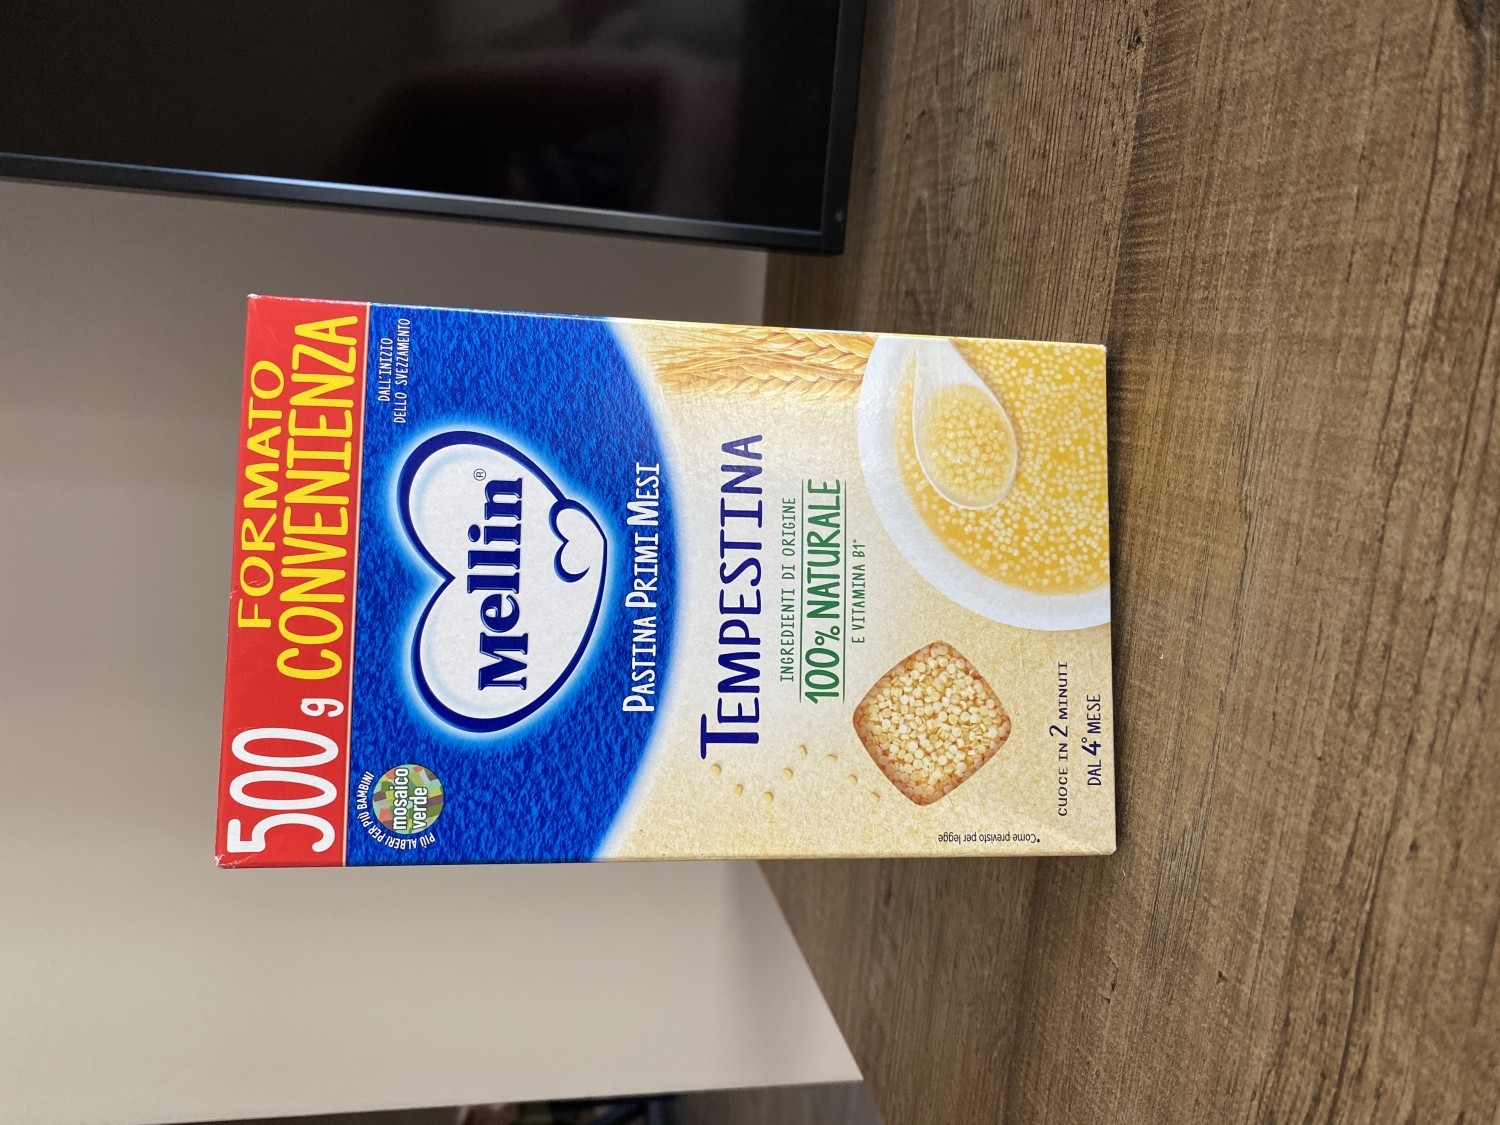 500 g FORMATO
CONVENIENZA
PIÙ ALBERI PER PIÙ BAMBINI
mosaico
verde
DALL'INIZIO
DELLO SVEZZAMENTO
Mellin®
PASTINA PRIMI MESI
TEMPESTINA
INGREDIENTI DI ORIGINE
100% NATURALE
E VITAMINA B1*
*Come previsto per legge
CUOCE IN 2 MINUTI
DAL 4° MESE